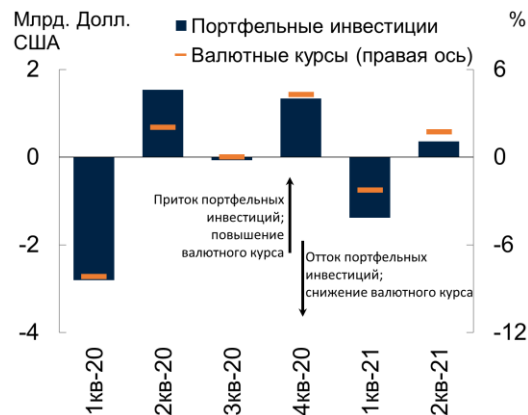 Млрд. Долл.
США
Портфельные инвестиции
Валютные курсы (правая ось)
%
2
0
-2
-4
6
0
-6
-12
Приток портфельных
инвестиций;
повышение
валютного курса
Отток портфельных
инвестиций;
снижение валютного курса
1кв-20
2кв-20
3кв-20
4кв-20
1кв-21
2кв-21